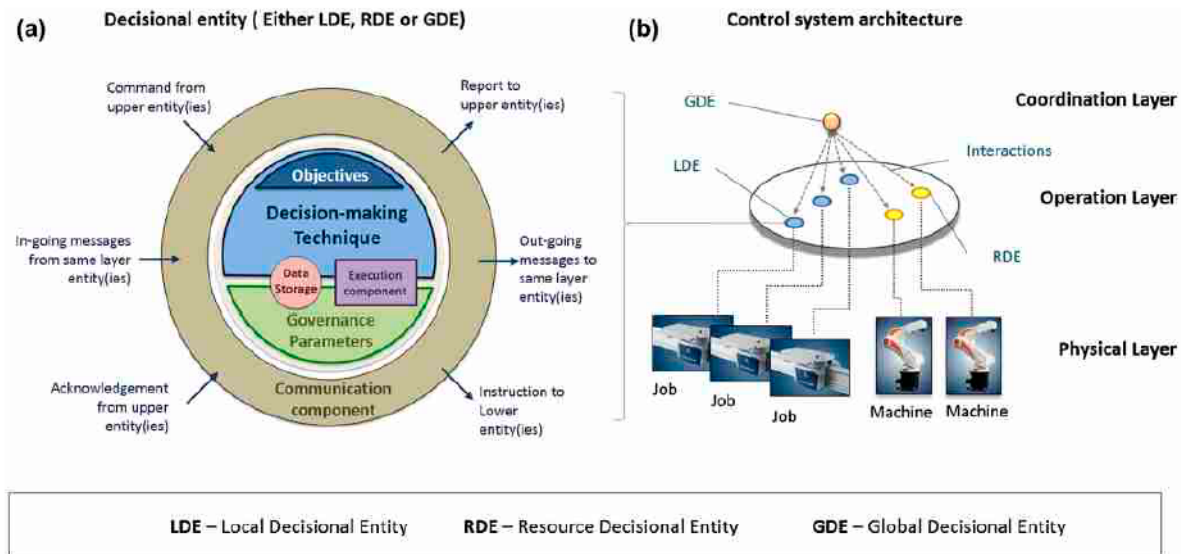 (a)
Decisional entity ( Either LDE, RDE or GDE)
Command from
upper entity(ies)
Report to
upper entity(ies)
Objectives
Decision-making
Technique
In-going messages
from same layer
entity(ies)
Out-going
messages to
same layer
entity(ies)
Data
Storage
Execution
component
Governance
Parameters
Acknowledgement
from upper
entity(ies)
Communication
component
Instruction to
Lower
entity(ies)
(b)
Control system architecture
GDE
Coordination Layer
LDE
Interactions
Operation Layer
RDE
Physical Layer
Job
Job
Job
Machine
Machine
LDE – Local Decisional Entity
RDE – Resource Decisional Entity
GDE – Global Decisional Entity